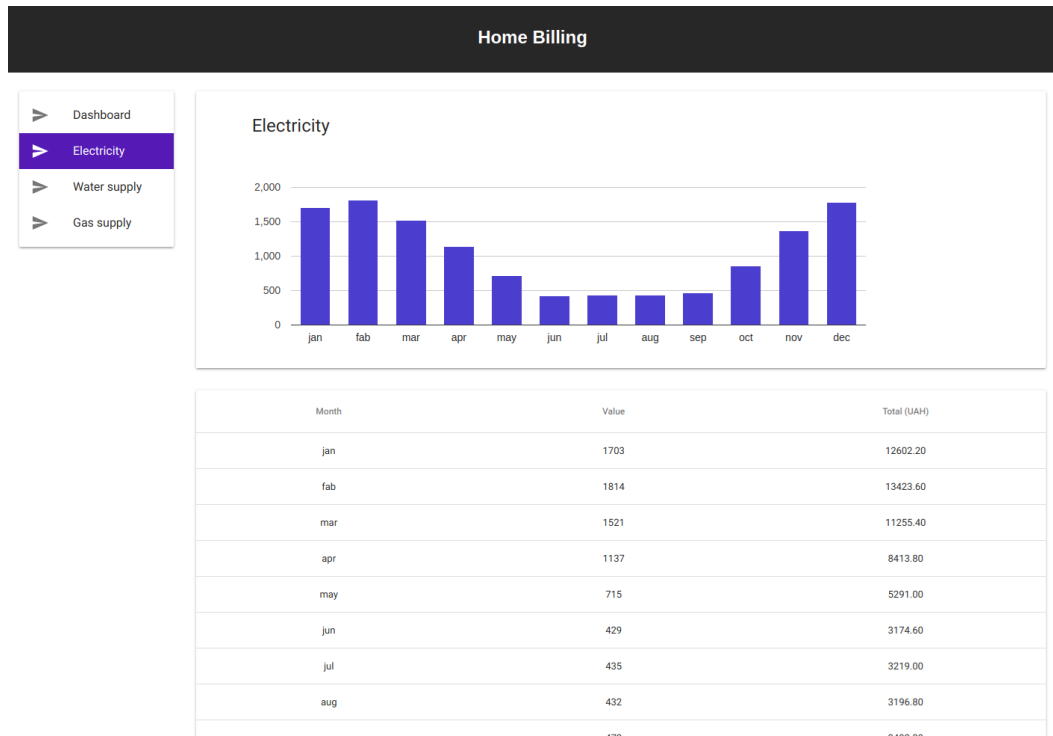 Home Billing
Dashboard
Electricity
Water supply
Gas supply
Electricity
2,000
1,500
1,000
500
0
jan fab mar apr may jun jul aug sep oct nov dec
Month Value Total (UAH)
jan 1703 12602.20
fab 1814 13423.60
mar 1521 11255.40
apr 1137 8413.80
may 715 5291.00
jun 429 3174.60
jul 435 3219.00
aug 432 3196.80